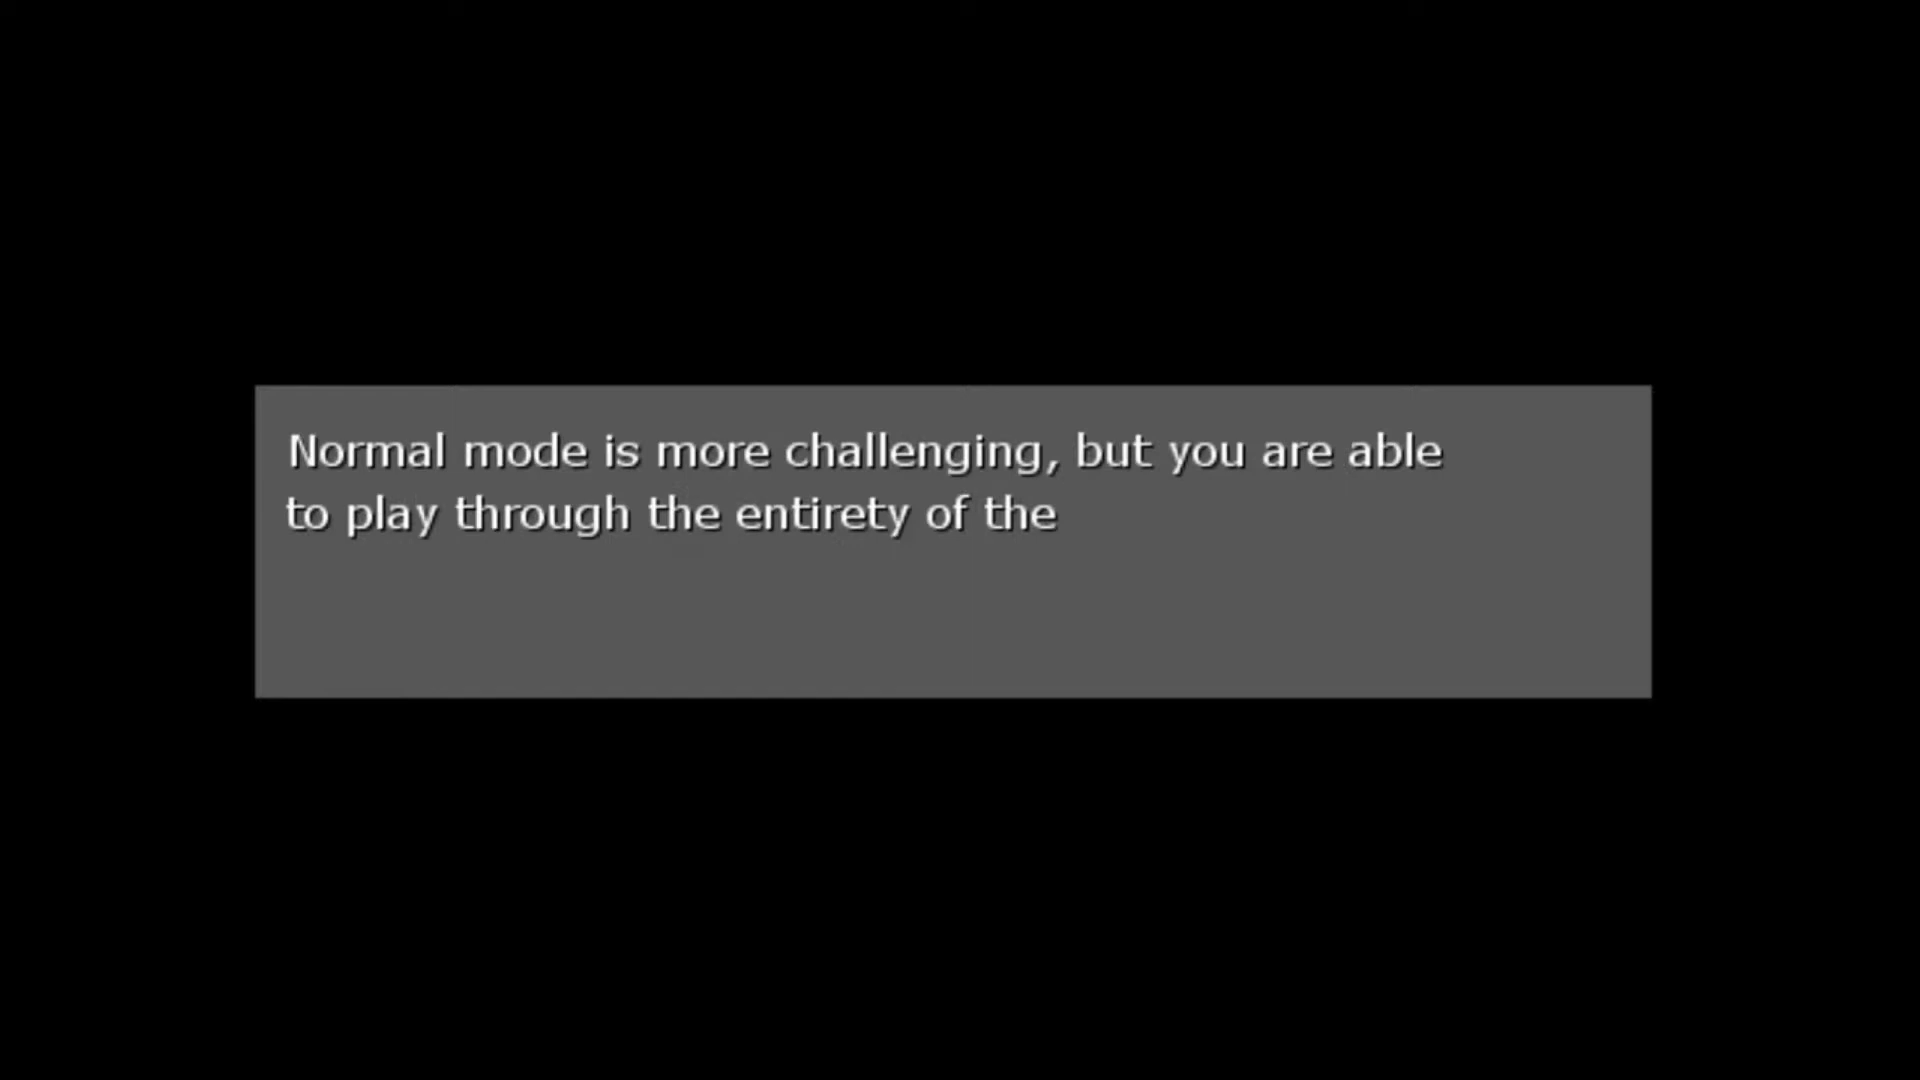 Normal mode is more challenging, but you are able
to play through the entirety of the